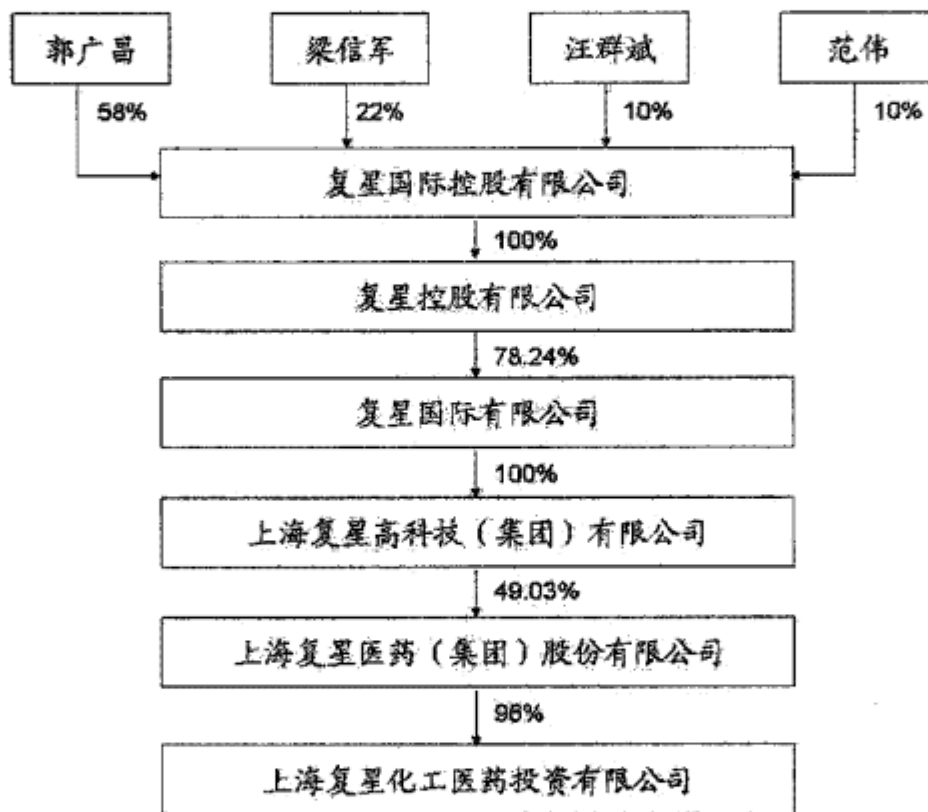 郭广昌 梁信军 汪群斌 范伟
58% 22% 10% 10%
复星国际控股有限公司
100%
复星控股有限公司
78.24%
复星国际有限公司
100%
上海复星高科技（集团）有限公司
49.03%
上海复星医药（集团）股份有限公司
96%
上海复星化工医药投资有限公司